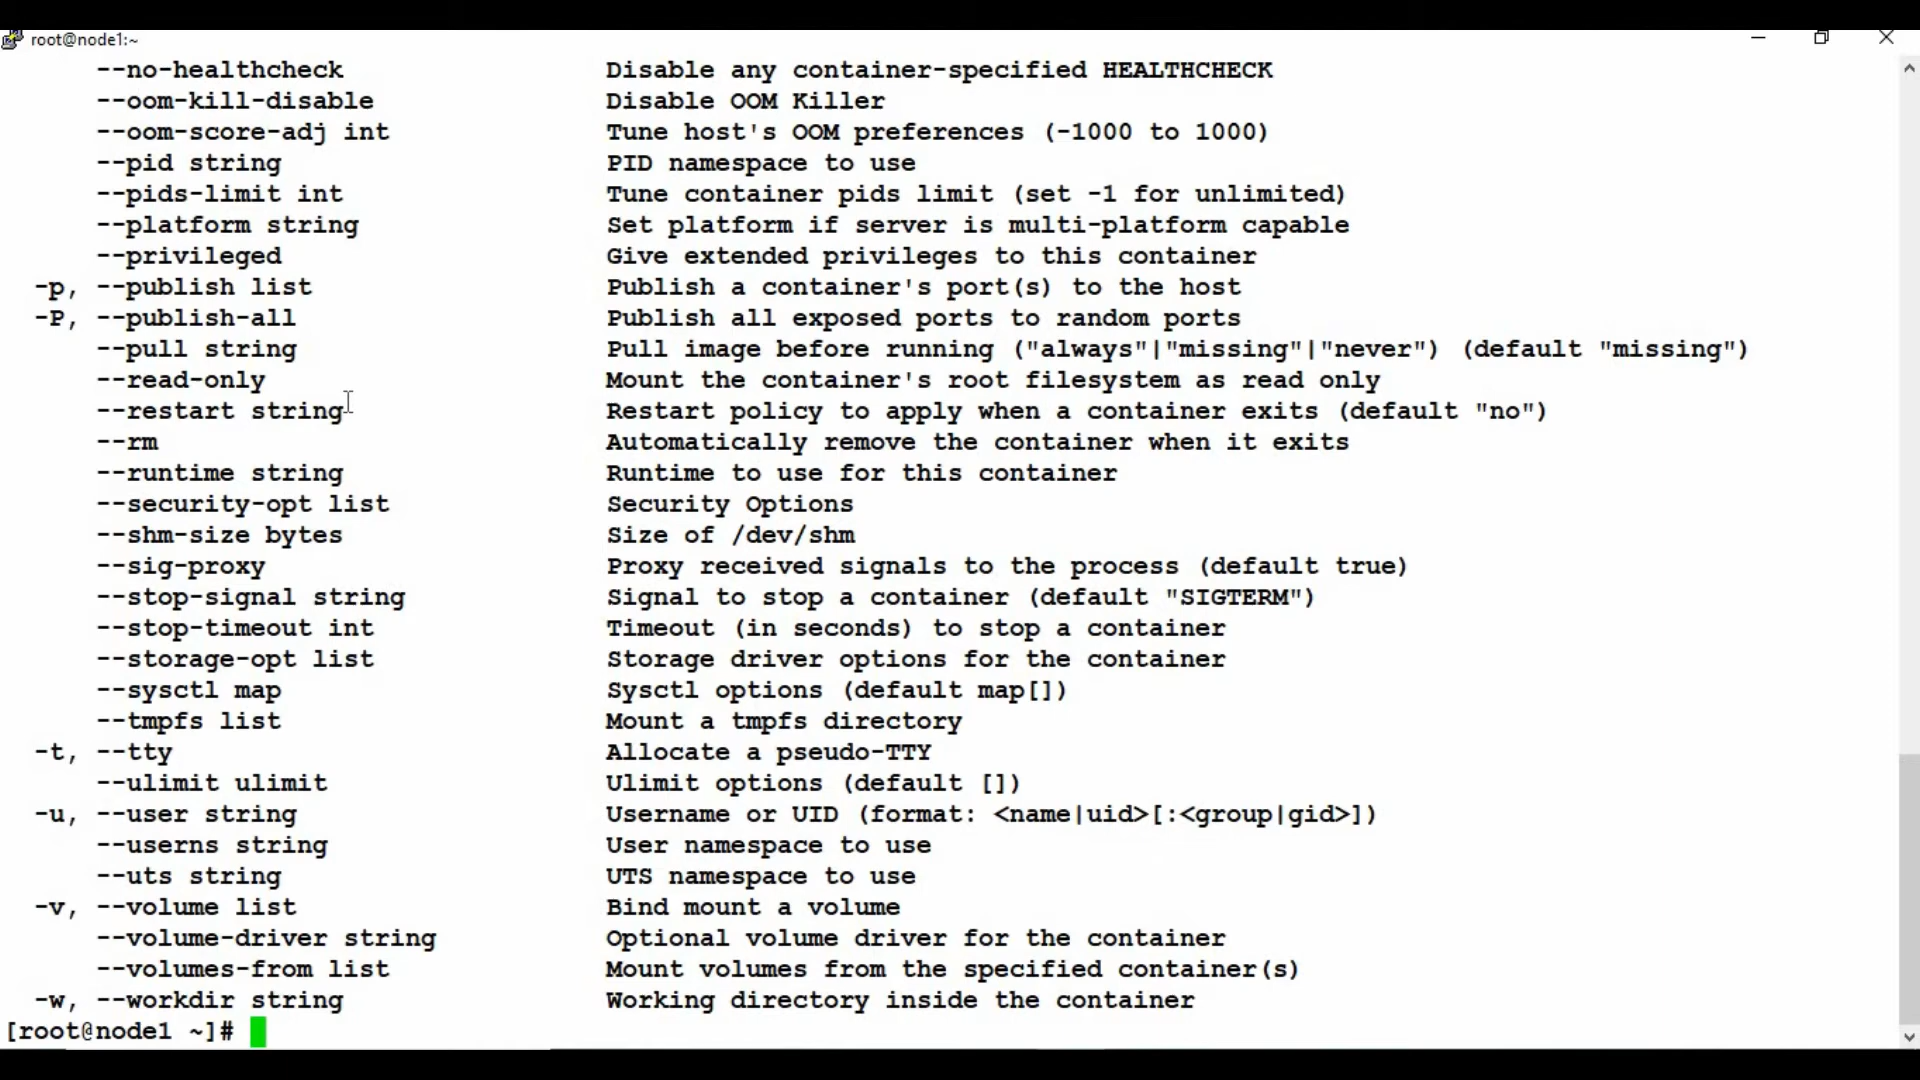 root@node1:~
--no-healthcheck Disable any container-specified HEALTHCHECK
--oom-kill-disable Disable OOM Killer
--oom-score-adj int Tune host's OOM preferences (-1000 to 1000)
--pid string PID namespace to use
--pids-limit int Tune container pids limit (set -1 for unlimited)
--platform string Set platform if server is multi-platform capable
--privileged Give extended privileges to this container
-p, --publish list Publish a container's port(s) to the host
-P, --publish-all Publish all exposed ports to random ports
--pull string Pull image before running ("always"|"missing"|"never") (default "missing")
--read-only Mount the container's root filesystem as read only
--restart string Restart policy to apply when a container exits (default "no")
--rm Automatically remove the container when it exits
--runtime string Runtime to use for this container
--security-opt list Security Options
--shm-size bytes Size of /dev/shm
--sig-proxy Proxy received signals to the process (default true)
--stop-signal string Signal to stop a container (default "SIGTERM")
--stop-timeout int Timeout (in seconds) to stop a container
--storage-opt list Storage driver options for the container
--sysctl map Sysctl options (default map[])
--tmpfs list Mount a tmpfs directory
-t, --tty Allocate a pseudo-TTY
--ulimit ulimit Ulimit options (default [])
-u, --user string Username or UID (format: <name|uid>[:<group|gid>])
--userns string User namespace to use
--uts string UTS namespace to use
-v, --volume list Bind mount a volume
--volume-driver string Optional volume driver for the container
--volumes-from list Mount volumes from the specified container(s)
-w, --workdir string Working directory inside the container
[root@node1 ~]#